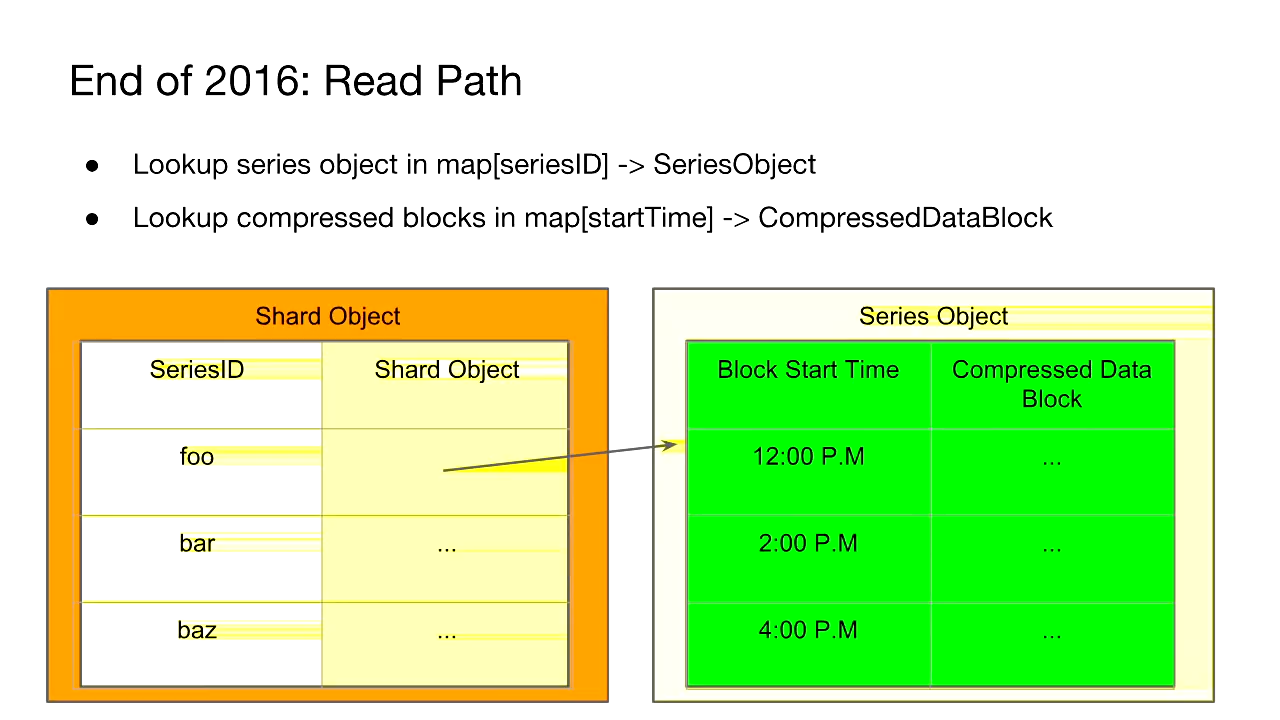 End of 2016: Read Path
● Lookup series object in map[seriesID] -> SeriesObject
● Lookup compressed blocks in map[startTime] -> CompressedDataBlock
Shard Object
SeriesID Shard Object
foo
bar ...
baz ...
Series Object
Block Start Time Compressed Data
Block
12:00 P.M ...
2:00 P.M ...
4:00 P.M ...